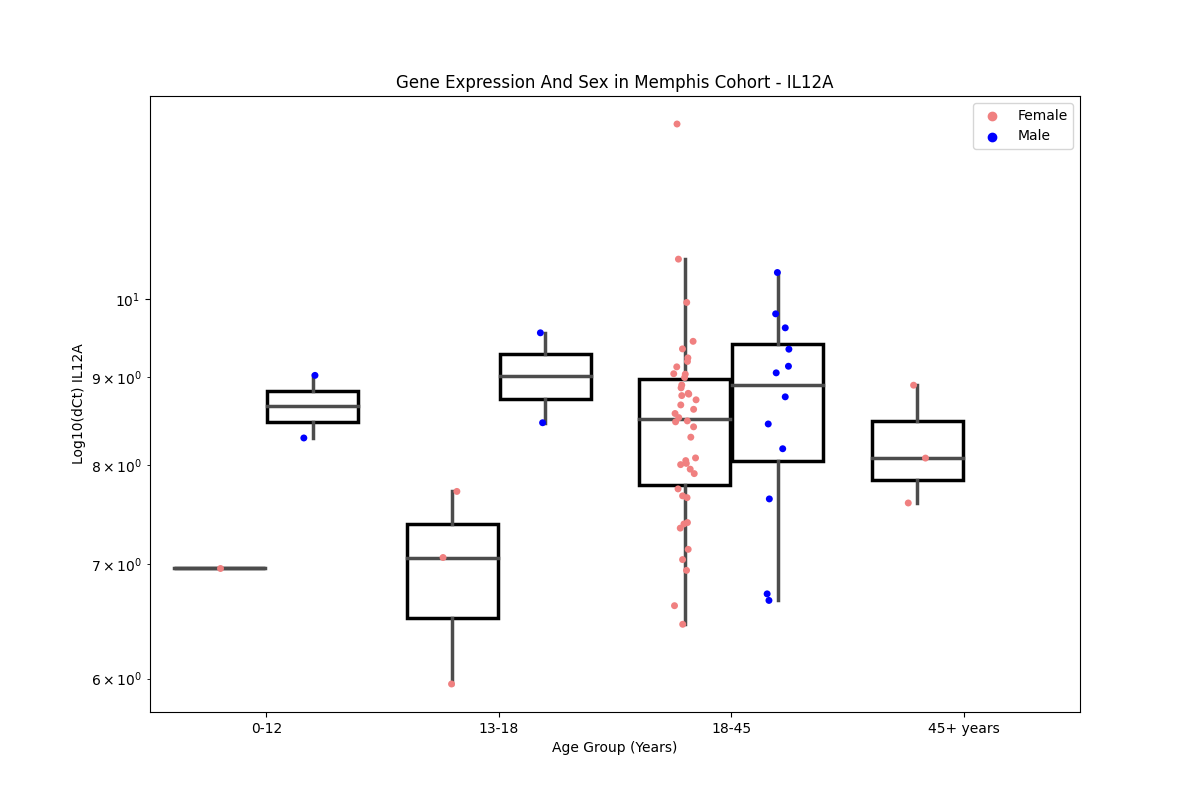 Gene Expression And Sex in Memphis Cohort - IL12A
Female
Male
Log10(dCt) IL12A
10¹
9 × 10⁰
8 × 10⁰
7 × 10⁰
6 × 10⁰
0-12
13-18
18-45
45+ years
Age Group (Years)